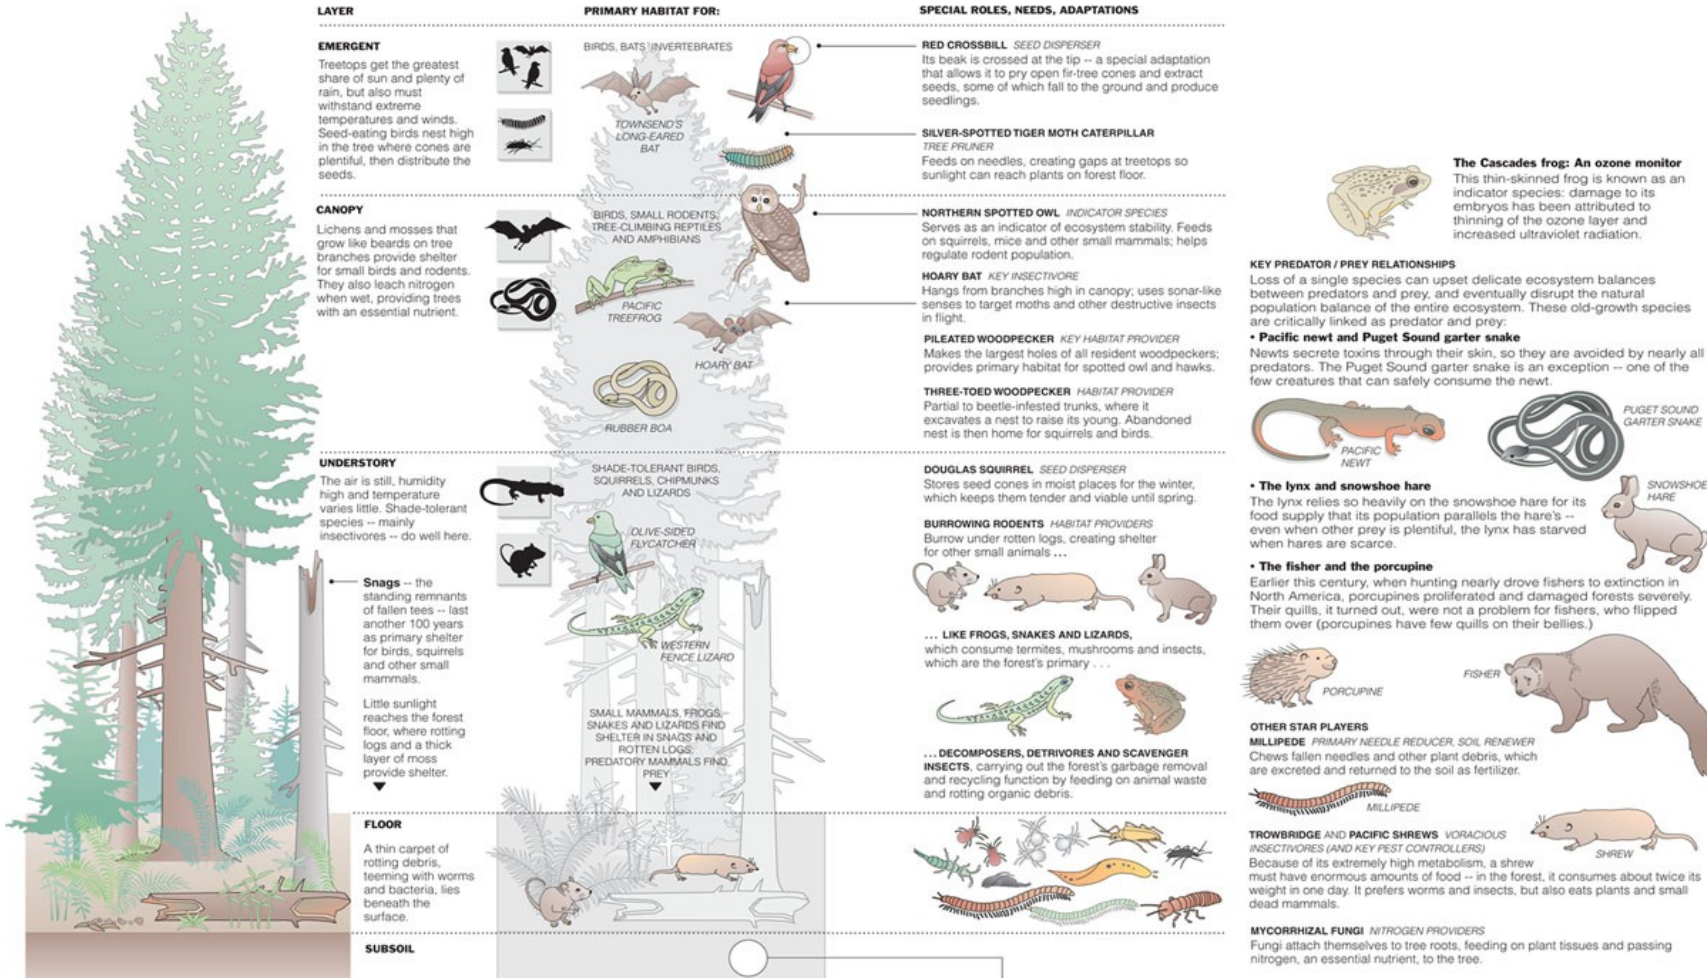 LAYER
PRIMARY HABITAT FOR:
SPECIAL ROLES, NEEDS, ADAPTATIONS
EMERGENT
Treetops get the greatest
share of sun and plenty of
rain, but also must
withstand extreme
temperatures and winds.
Seed-eating birds nest high
in the tree where cones are
plentiful, then distribute the
seeds.
BIRDS, BATS INVERTEBRATES
TOWNSEND'S
LONG-EARED
BAT
RED CROSSBILL SEED DISPERSER
Its beak is crossed at the tip -- a special adaptation
that allows it to pry open fir-tree cones and extract
seeds, some of which fall to the ground and produce
seedlings.
SILVER-SPOTTED TIGER MOTH CATERPILLAR
TREE PRUNER
Feeds on needles, creating gaps at treetops so
sunlight can reach plants on forest floor.
CANOPY
Lichens and mosses that
grow like beards on tree
branches provide shelter
for small birds and rodents.
They also leach nitrogen
when wet, providing trees
with an essential nutrient.
BIRDS, SMALL RODENTS,
TREE-CLIMBING REPTILES
AND AMPHIBIANS
PACIFIC
TREEFROG
HOARY BAT
RUBBER BOA
NORTHERN SPOTTED OWL INDICATOR SPECIES
Serves as an indicator of ecosystem stability. Feeds
on squirrels, mice and other small mammals; helps
regulate rodent population.
HOARY BAT KEY INSECTIVORE
Hangs from branches high in canopy; uses sonar-like
senses to target moths and other destructive insects
in flight.
PILEATED WOODPECKER KEY HABITAT PROVIDER
Makes the largest holes of all resident woodpeckers;
provides primary habitat for spotted owl and hawks.
THREE-TOED WOODPECKER HABITAT PROVIDER
Partial to beetle-infested trunks, where it
excavates a nest to raise its young. Abandoned
nest is then home for squirrels and birds.
UNDERSTORY
The air is still, humidity
high and temperature
varies little. Shade-tolerant
species -- mainly
insectivores -- do well here.
Snags -- the
standing remnants
of fallen tees -- last
another 100 years
as primary shelter
for birds, squirrels
and other small
mammals.
Little sunlight
reaches the forest
floor, where rotting
logs and a thick
layer of moss
provide shelter.
SHADE-TOLERANT BIRDS,
SQUIRRELS, CHIPMUNKS
AND LIZARDS
OLIVE-SIDED
FLYCATCHER
WESTERN
FENCE LIZARD
SMALL MAMMALS, FROGS,
SNAKES AND LIZARDS FIND
SHELTER IN SNAGS AND
ROTTEN LOGS;
PREDATORY MAMMALS FIND
PREY
DOUGLAS SQUIRREL SEED DISPERSER
Stores seed cones in moist places for the winter,
which keeps them tender and viable until spring.
BURROWING RODENTS HABITAT PROVIDERS
Burrow under rotten logs, creating shelter
for other small animals ...
... LIKE FROGS, SNAKES AND LIZARDS,
which consume termites, mushrooms and insects,
which are the forest's primary . . .
... DECOMPOSERS, DETRIVORES AND SCAVENGER
INSECTS, carrying out the forest's garbage removal
and recycling function by feeding on animal waste
and rotting organic debris.
FLOOR
A thin carpet of
rotting debris,
teeming with worms
and bacteria, lies
beneath the
surface.
SUBSOIL
The Cascades frog: An ozone monitor
This thin-skinned frog is known as an
indicator species: damage to its
embryos has been attributed to
thinning of the ozone layer and
increased ultraviolet radiation.
KEY PREDATOR / PREY RELATIONSHIPS
Loss of a single species can upset delicate ecosystem balances
between predators and prey, and eventually disrupt the natural
population balance of the entire ecosystem. These old-growth species
are critically linked as predator and prey:
• Pacific newt and Puget Sound garter snake
Newts secrete toxins through their skin, so they are avoided by nearly all
predators. The Puget Sound garter snake is an exception -- one of the
few creatures that can safely consume the newt.
PACIFIC
NEWT
PUGET SOUND
GARTER SNAKE
• The lynx and snowshoe hare
The lynx relies so heavily on the snowshoe hare for its
food supply that its population parallels the hare's --
even when other prey is plentiful, the lynx has starved
when hares are scarce.
SNOWSHOE
HARE
• The fisher and the porcupine
Earlier this century, when hunting nearly drove fishers to extinction in
North America, porcupines proliferated and damaged forests severely.
Their quills, it turned out, were not a problem for fishers, who flipped
them over (porcupines have few quills on their bellies.)
PORCUPINE
FISHER
OTHER STAR PLAYERS
MILLIPEDE PRIMARY NEEDLE REDUCER, SOIL RENEWER
Chews fallen needles and other plant debris, which
are excreted and returned to the soil as fertilizer.
MILLIPEDE
TROWBRIDGE AND PACIFIC SHREWS VORACIOUS
INSECTIVORES (AND KEY PEST CONTROLLERS)
Because of its extremely high metabolism, a shrew
must have enormous amounts of food -- in the forest, it consumes about twice its
weight in one day. It prefers worms and insects, but also eats plants and small
dead mammals.
SHREW
MYCORRHIZAL FUNGI NITROGEN PROVIDERS
Fungi attach themselves to tree roots, feeding on plant tissues and passing
nitrogen, an essential nutrient, to the tree.